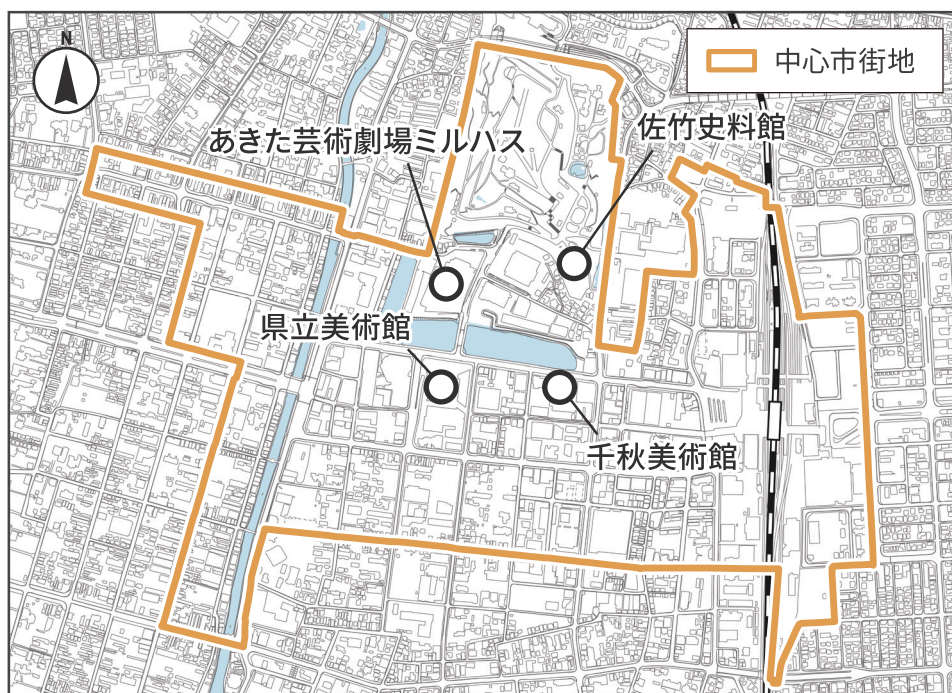 N
中心市街地
佐竹史料館
あきた芸術劇場ミルハス
県立美術館
千秋美術館